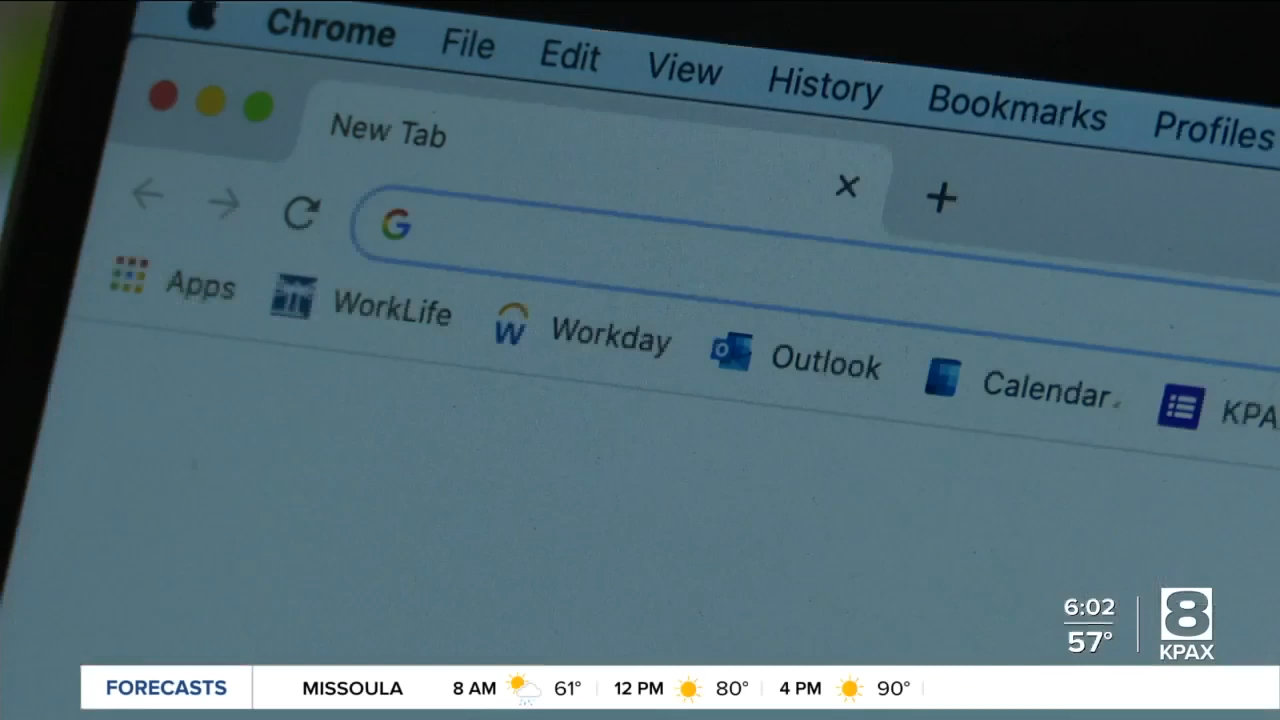 Chrome File Edit View History Bookmarks Profiles
New Tab
Apps WorkLife Workday Outlook Calendar KPA
6:02
57°
8
KPAX
FORECASTS MISSOULA 8 AM 61° 12 PM 80° 4 PM 90°